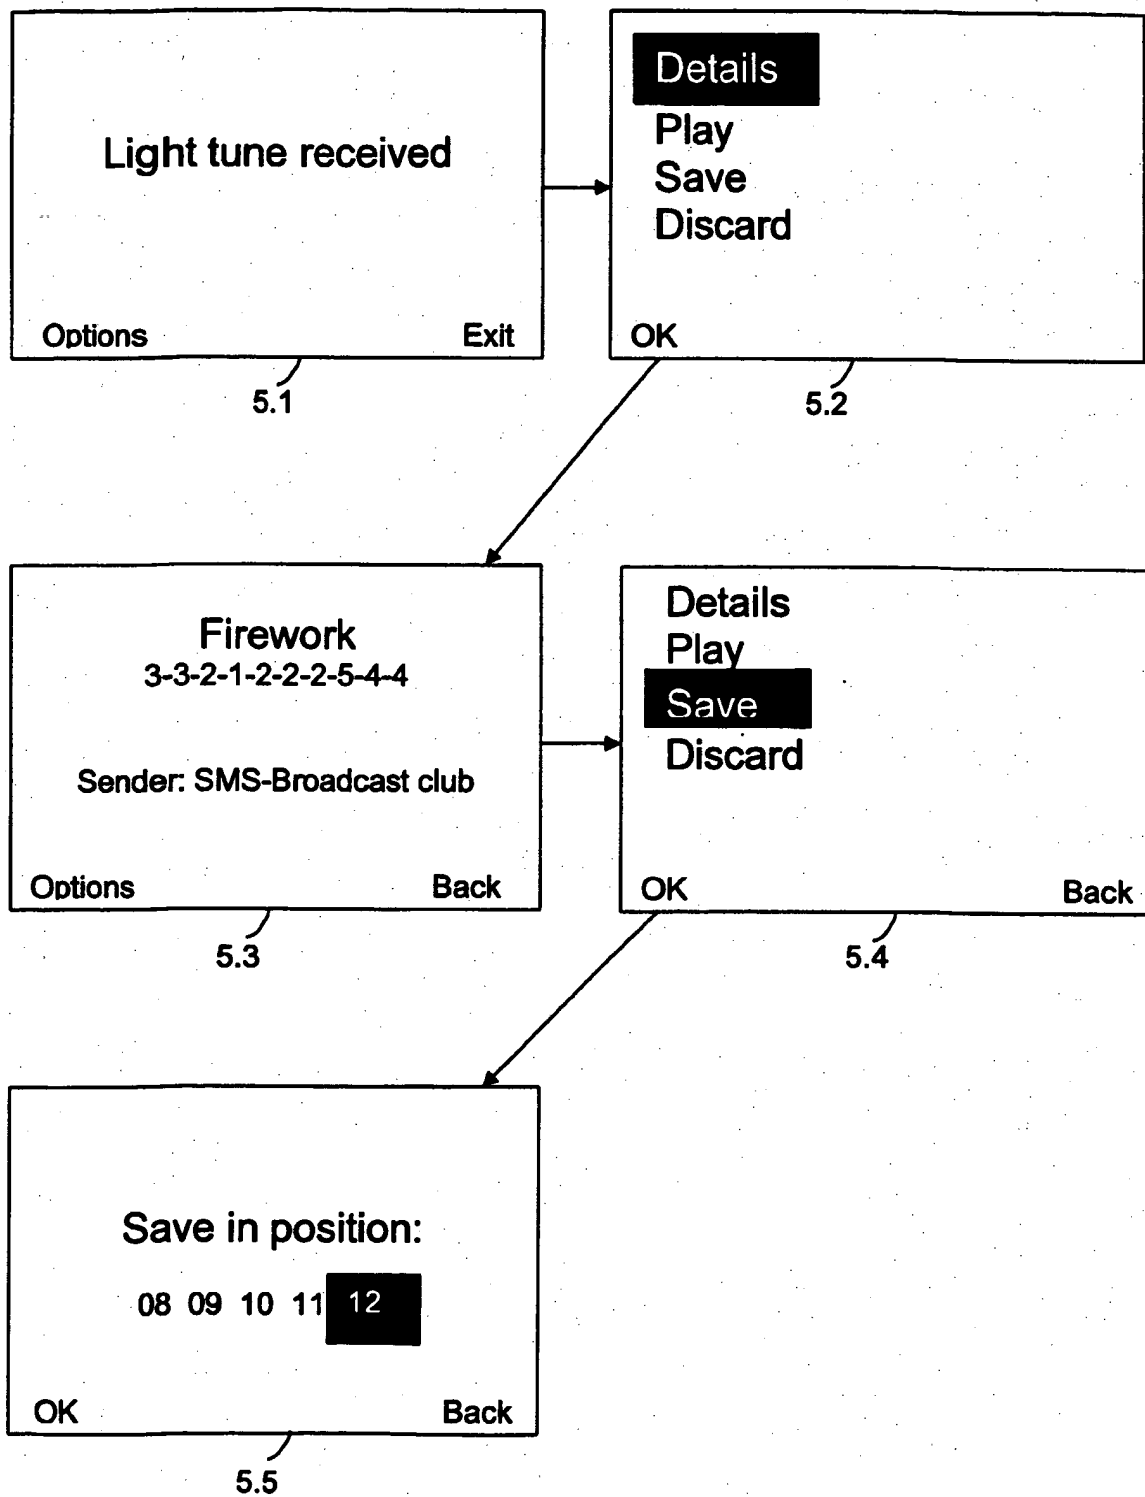 Light tune received
Options Exit
5.1
Details
Play
Save
Discard
OK
5.2
Firework
3-3-2-1-2-2-2-5-4-4
Sender: SMS-Broadcast club
Options Back
5.3
Details
Play
Save
Discard
OK Back
5.4
Save in position:
08 09 10 11 12
OK Back
5.5